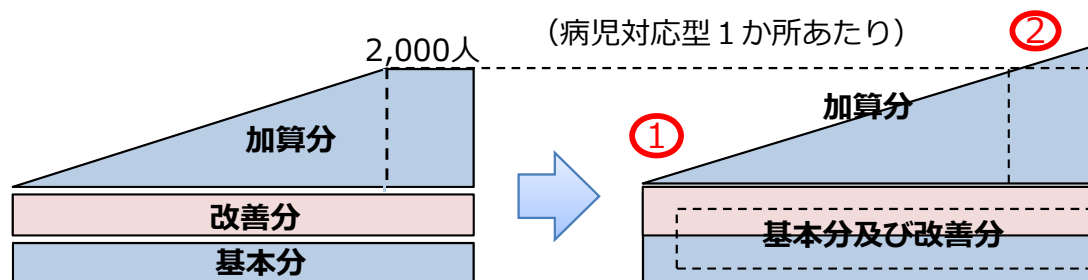 2,000人
加算分
改善分
基本分
（病児対応型１か所あたり）
①
②
加算分
基本分及び改善分